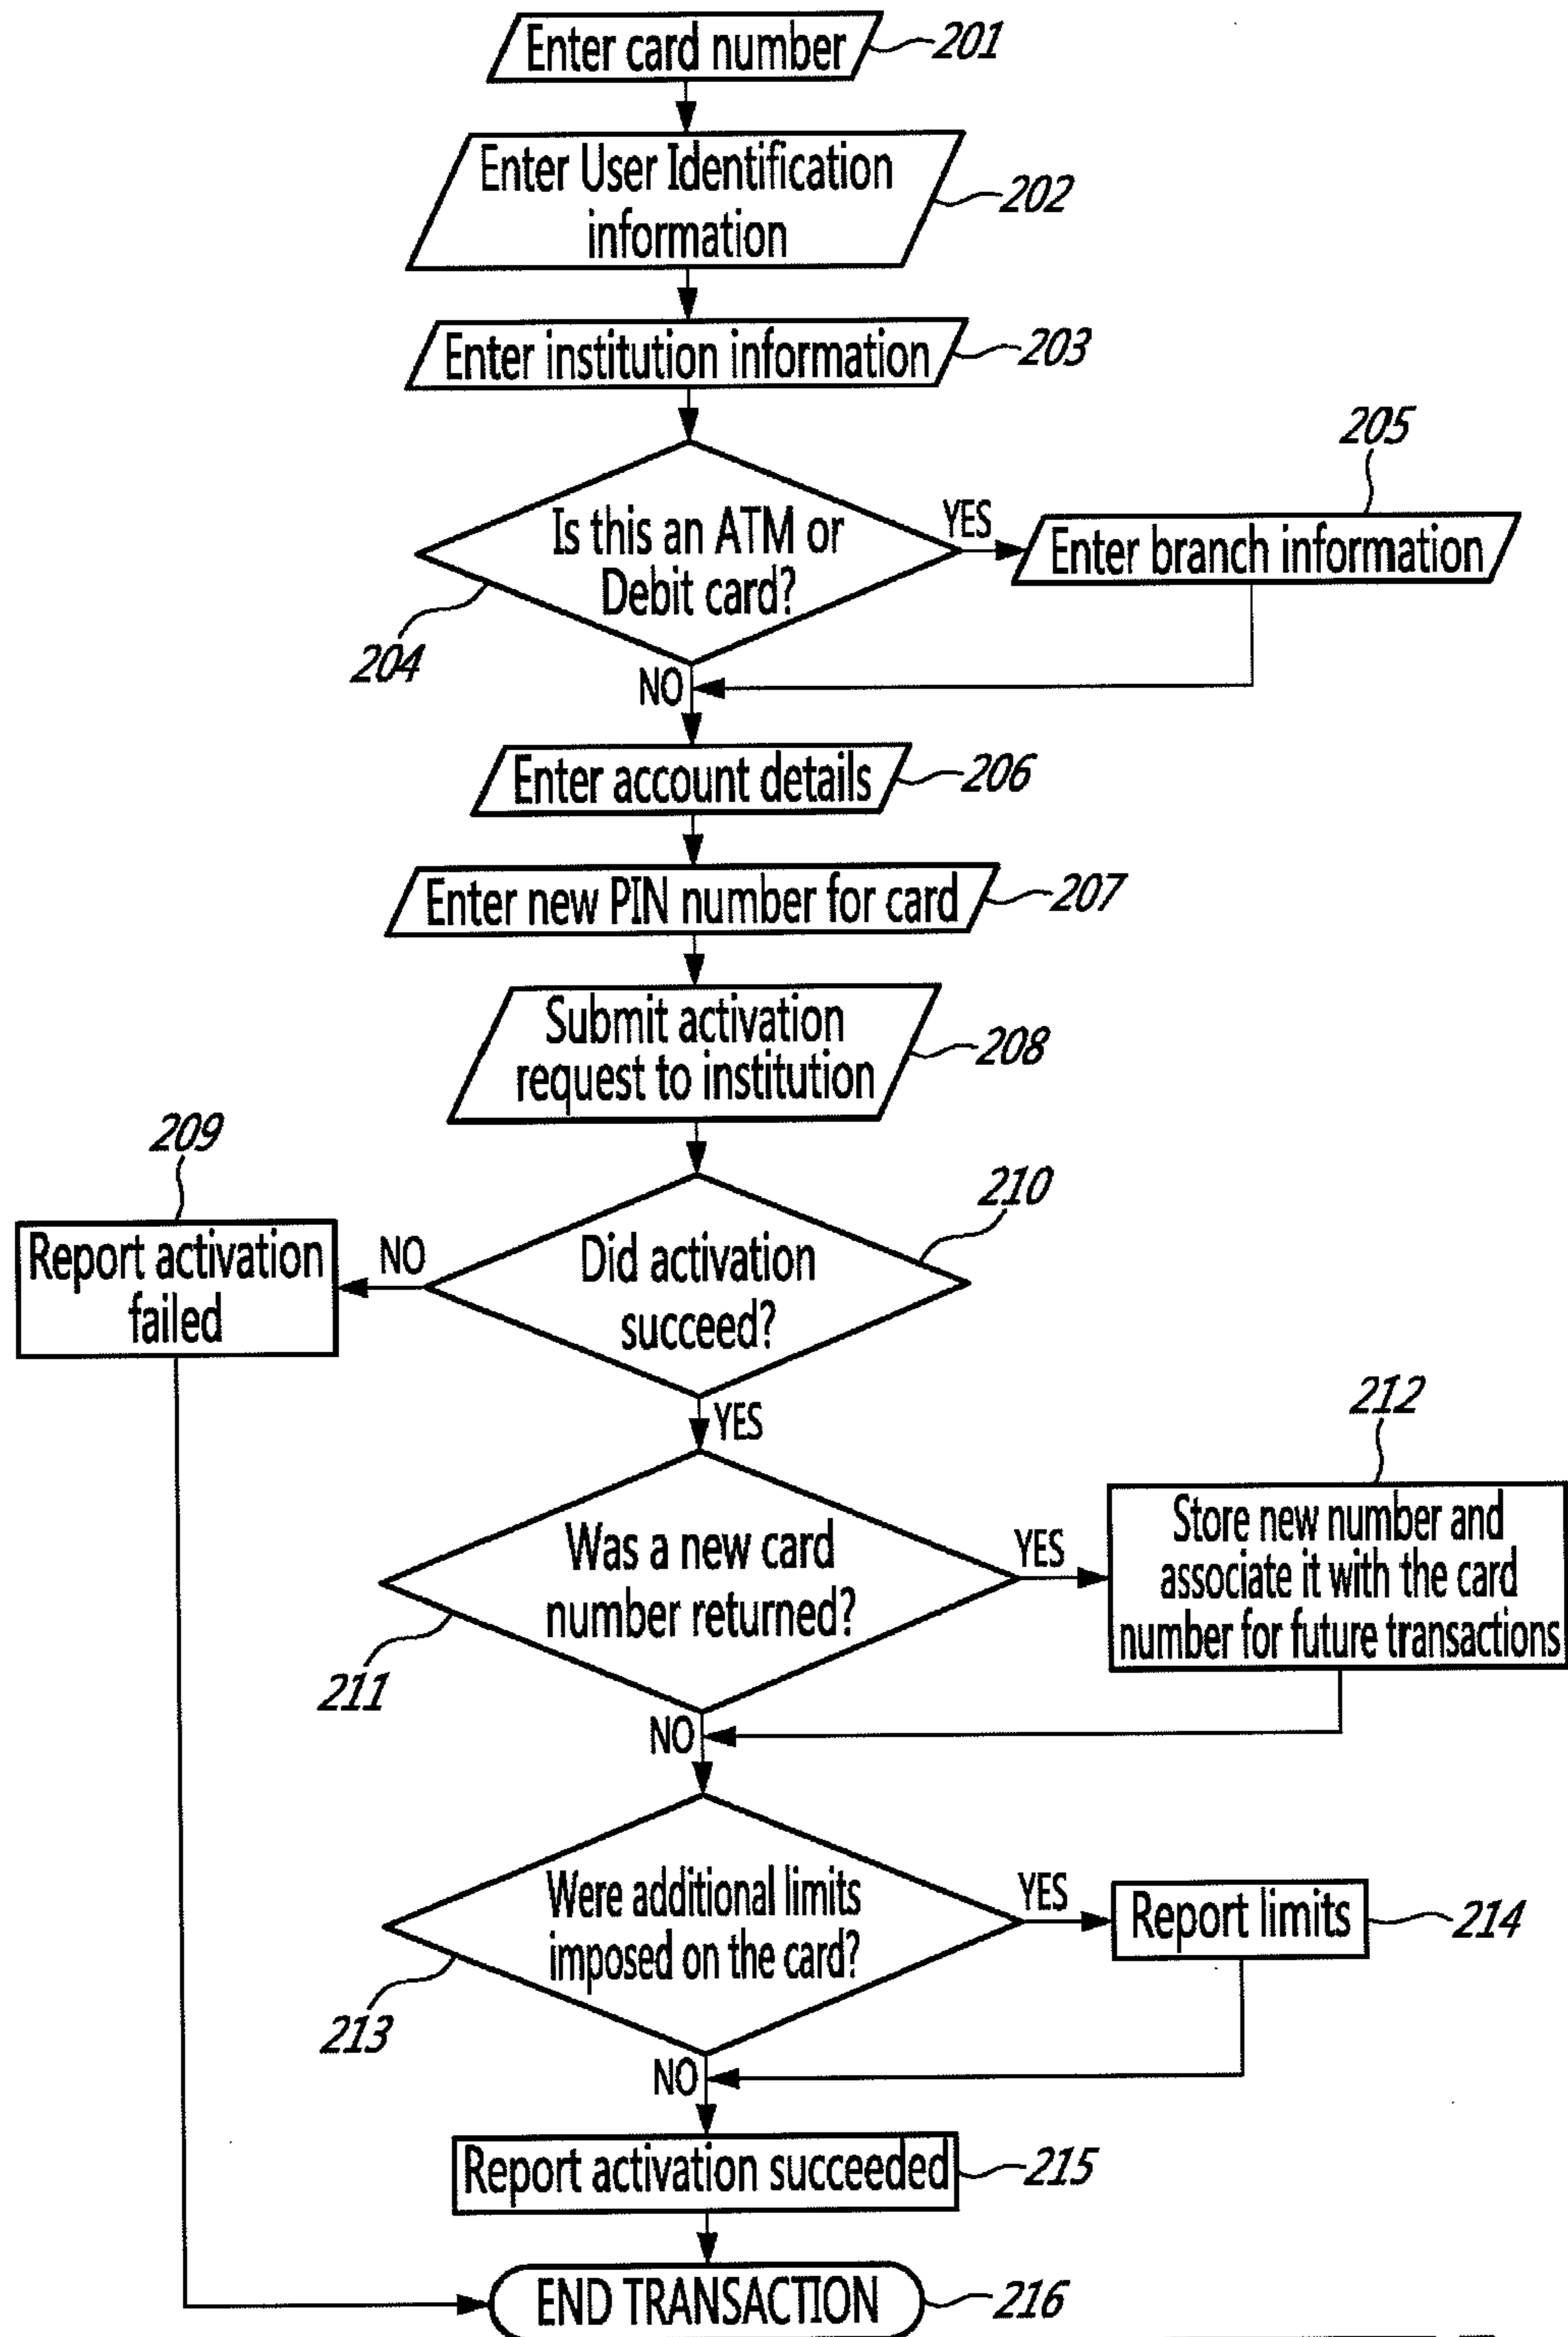 Enter card number
201
Enter User Identification
information
202
Enter institution information
203
Is this an ATM or
Debit card?
204
YES
205
Enter branch information
NO
Enter account details
206
Enter new PIN number for card
207
Submit activation
request to institution
208
209
Report activation
failed
NO
210
Did activation
succeed?
YES
212
Was a new card
number returned?
211
YES
Store new number and
associate it with the card
number for future transactions
NO
Were additional limits
imposed on the card?
213
YES
Report limits
214
NO
Report activation succeeded
215
END TRANSACTION
216